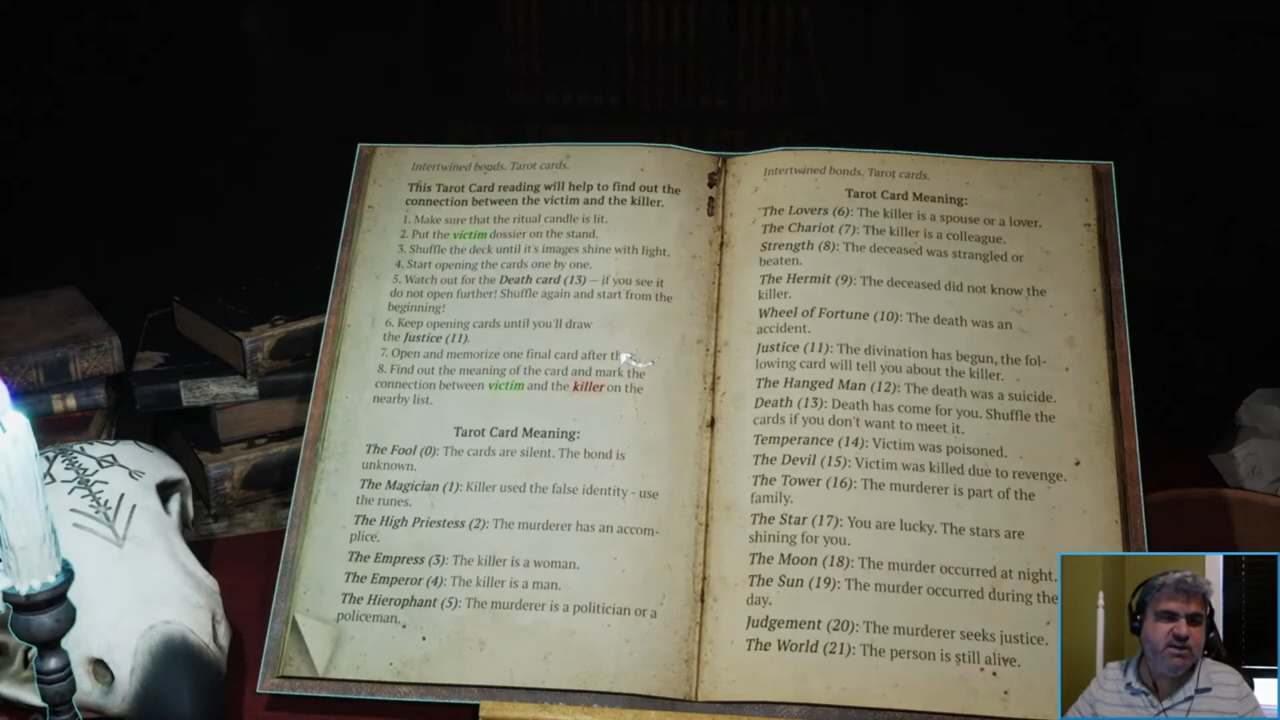 Intertwined bonds. Tarot cards.
This Tarot Card reading will help to find out the
connection between the victim and the killer.
1. Make sure that the ritual candle is lit.
2. Put the victim dossier on the stand.
3. Shuffle the deck until it's images shine with light.
4. Start opening the cards one by one.
5. Watch out for the Death card (13) – if you see it
do not open further! Shuffle again and start from the
beginning!
6. Keep opening cards until you'll draw
the Justice (11).
7. Open and memorize one final card after
8. Find out the meaning of the card and mark the
connection between victim and the killer on the
nearby list.
Tarot Card Meaning:
The Fool (0): The cards are silent. The bond is
unknown.
The Magician (1): Killer used the false identity - use
the runes.
The High Priestess (2): The murderer has an accom-
plice.
The Empress (3): The killer is a woman.
The Emperor (4): The killer is a man.
The Hierophant (5): The murderer is a politician or a
policeman.
Intertwined bonds. Tarot cards.
Tarot Card Meaning:
The Lovers (6): The killer is a spouse or a lover.
The Chariot (7): The killer is a colleague.
Strength (8): The deceased was strangled or
beaten.
The Hermit (9): The deceased did not know the
killer.
Wheel of Fortune (10): The death was an
accident.
Justice (11): The divination has begun, the fol-
lowing card will tell you about the killer.
The Hanged Man (12): The death was a suicide.
Death (13): Death has come for you. Shuffle the
cards if you don't want to meet it.
Temperance (14): Victim was poisoned.
The Devil (15): Victim was killed due to revenge.
The Tower (16): The murderer is part of the
family.
The Star (17): You are lucky. The stars are
shining for you.
The Moon (18): The murder occurred at night.
The Sun (19): The murder occurred during the
day.
Judgement (20): The murderer seeks justice.
The World (21): The person is still alive.